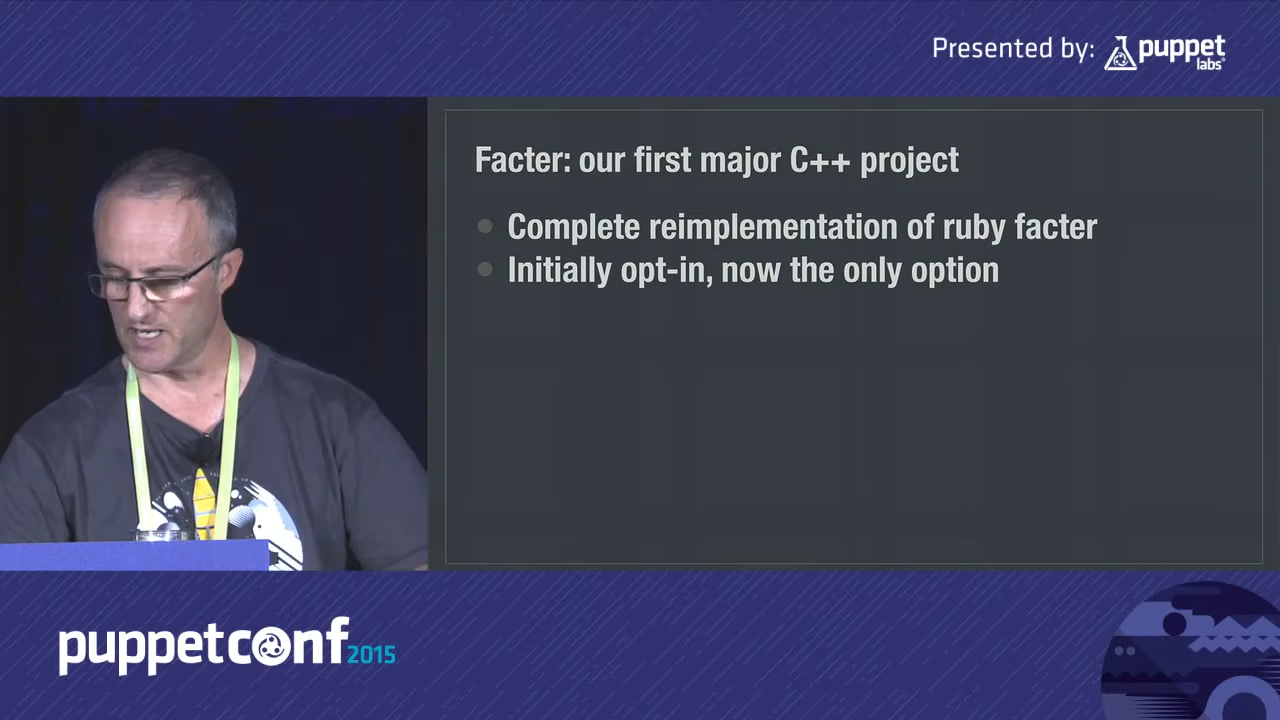 Presented by: puppet labs
Facter: our first major C++ project
Complete reimplementation of ruby facter
Initially opt-in, now the only option
puppetconf 2015